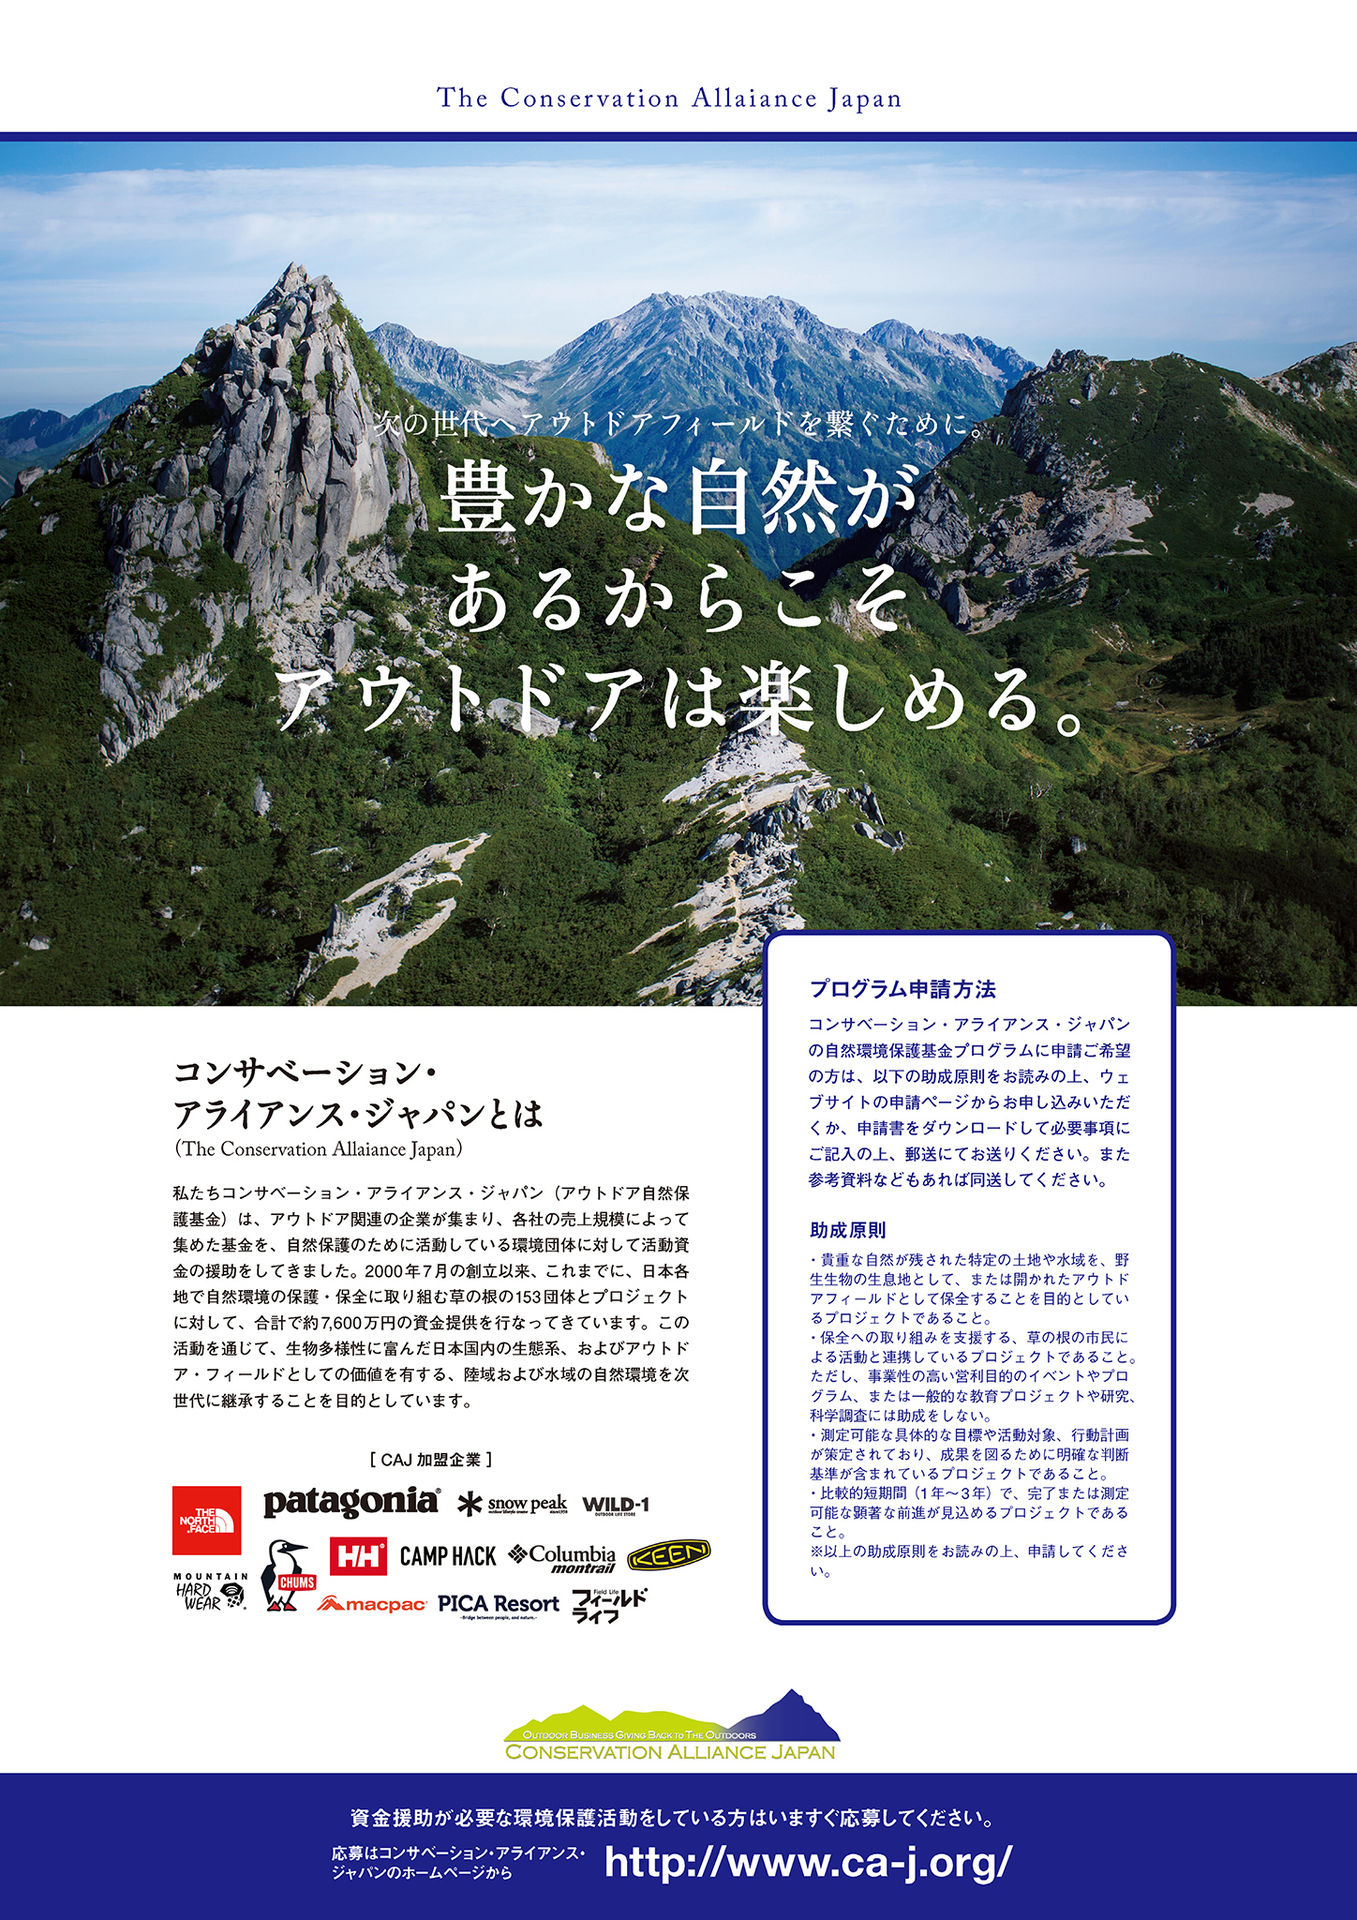 The Conservation Allaiance Japan
次の世代へアウトドアフィールドを繋ぐために。
豊かな自然が
あるからこそ
アウトドアは楽しめる。
コンサベーション・
アライアンス・ジャパンとは
（The Conservation Allaiance Japan）
私たちコンサベーション・アライアンス・ジャパン（アウトドア自然保
護基金）は、アウトドア関連の企業が集まり、各社の売上規模によって
集めた基金を、自然保護のために活動している環境団体に対して活動資
金の援助をしてきました。2000年7月の創立以来、これまでに、日本各
地で自然環境の保護・保全に取り組む草の根の153団体とプロジェクト
に対して、合計で約7,600万円の資金提供を行なってきています。この
活動を通じて、生物多様性に富んだ日本国内の生態系、およびアウトド
ア・フィールドとしての価値を有する、陸域および水域の自然環境を次
世代に継承することを目的としています。
[ CAJ 加盟企業 ]
THE
NORTH
FACE
patagonia
snow peak
WILD-1
OUTDOOR LIFE STORE
MOUNTAIN
HARD
WEAR
CHUMS
HH
CAMP HACK
Columbia
montrail
KEEN
macpac
PICA Resort
-Bridge between people, and nature.-
Field Life
フィールド
ライフ
プログラム申請方法
コンサベーション・アライアンス・ジャパン
の自然環境保護基金プログラムに申請ご希望
の方は、以下の助成原則をお読みの上、ウェ
ブサイトの申請ページからお申し込みいただ
くか、申請書をダウンロードして必要事項に
ご記入の上、郵送にてお送りください。また
参考資料などもあれば同送してください。
助成原則
・貴重な自然が残された特定の土地や水域を、野
生生物の生息地として、または開かれたアウトド
アフィールドとして保全することを目的としてい
るプロジェクトであること。
・保全への取り組みを支援する、草の根の市民に
よる活動と連携しているプロジェクトであること。
ただし、事業性の高い営利目的のイベントやプロ
グラム、または一般的な教育プロジェクトや研究、
科学調査には助成をしない。
・測定可能な具体的な目標や活動対象、行動計画
が策定されており、成果を図るために明確な判断
基準が含まれているプロジェクトであること。
・比較的短期間（1年〜3年）で、完了または測定
可能な顕著な前進が見込めるプロジェクトである
こと。
※以上の助成原則をお読みの上、申請してくださ
い。
OUTDOOR BUSINESS GIVING BACK TO THE OUTDOORS
CONSERVATION ALLIANCE JAPAN
資金援助が必要な環境保護活動をしている方はいますぐ応募してください。
応募はコンサベーション・アライアンス・
ジャパンのホームページから
http://www.ca-j.org/